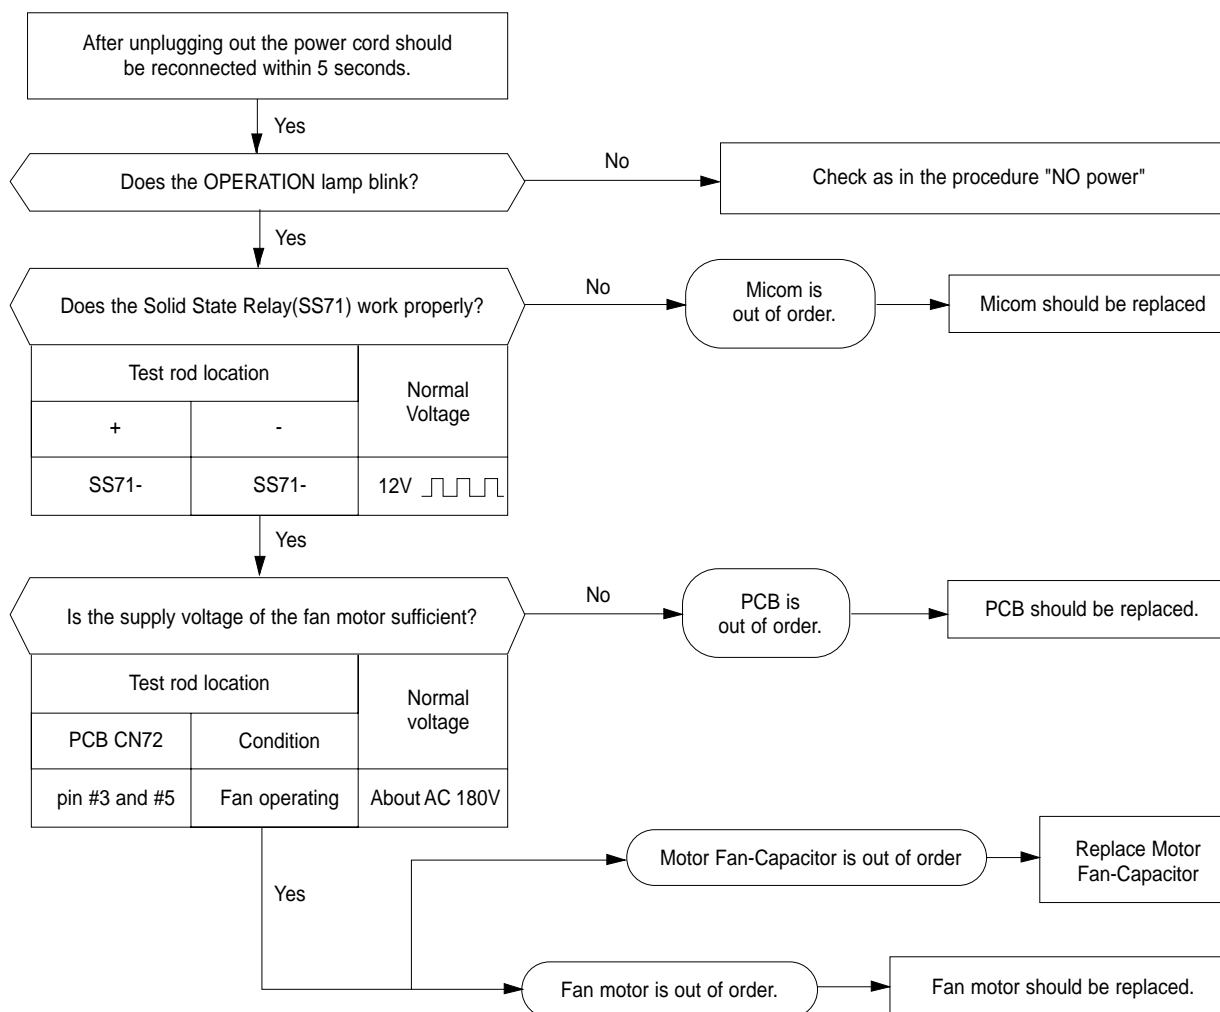 After unplugging out the power cord should
be reconnected within 5 seconds.
Yes
Does the OPERATION lamp blink?
No
Check as in the procedure "NO power"
Yes
Does the Solid State Relay(SS71) work properly?
No
Micom is
out of order.
Micom should be replaced
Test rod location
Normal
Voltage
+
-
SS71-
SS71-
12V
Yes
Is the supply voltage of the fan motor sufficient?
No
PCB is
out of order.
PCB should be replaced.
Test rod location
Normal
voltage
PCB CN72
Condition
pin #3 and #5
Fan operating
About AC 180V
Yes
Motor Fan-Capacitor is out of order
Replace Motor
Fan-Capacitor
Fan motor is out of order.
Fan motor should be replaced.